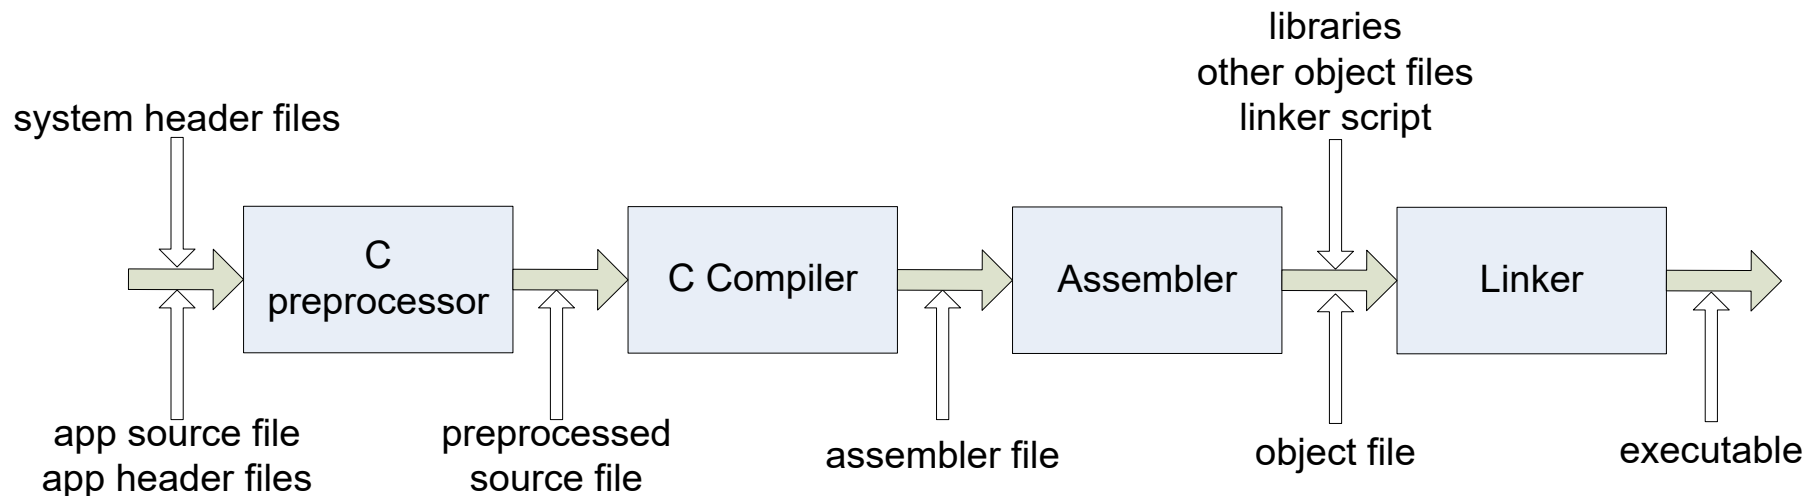 libraries
other object files
linker script
system header files
C
preprocessor
C Compiler
Assembler
Linker
app source file
app header files
preprocessed
source file
assembler file
object file
executable